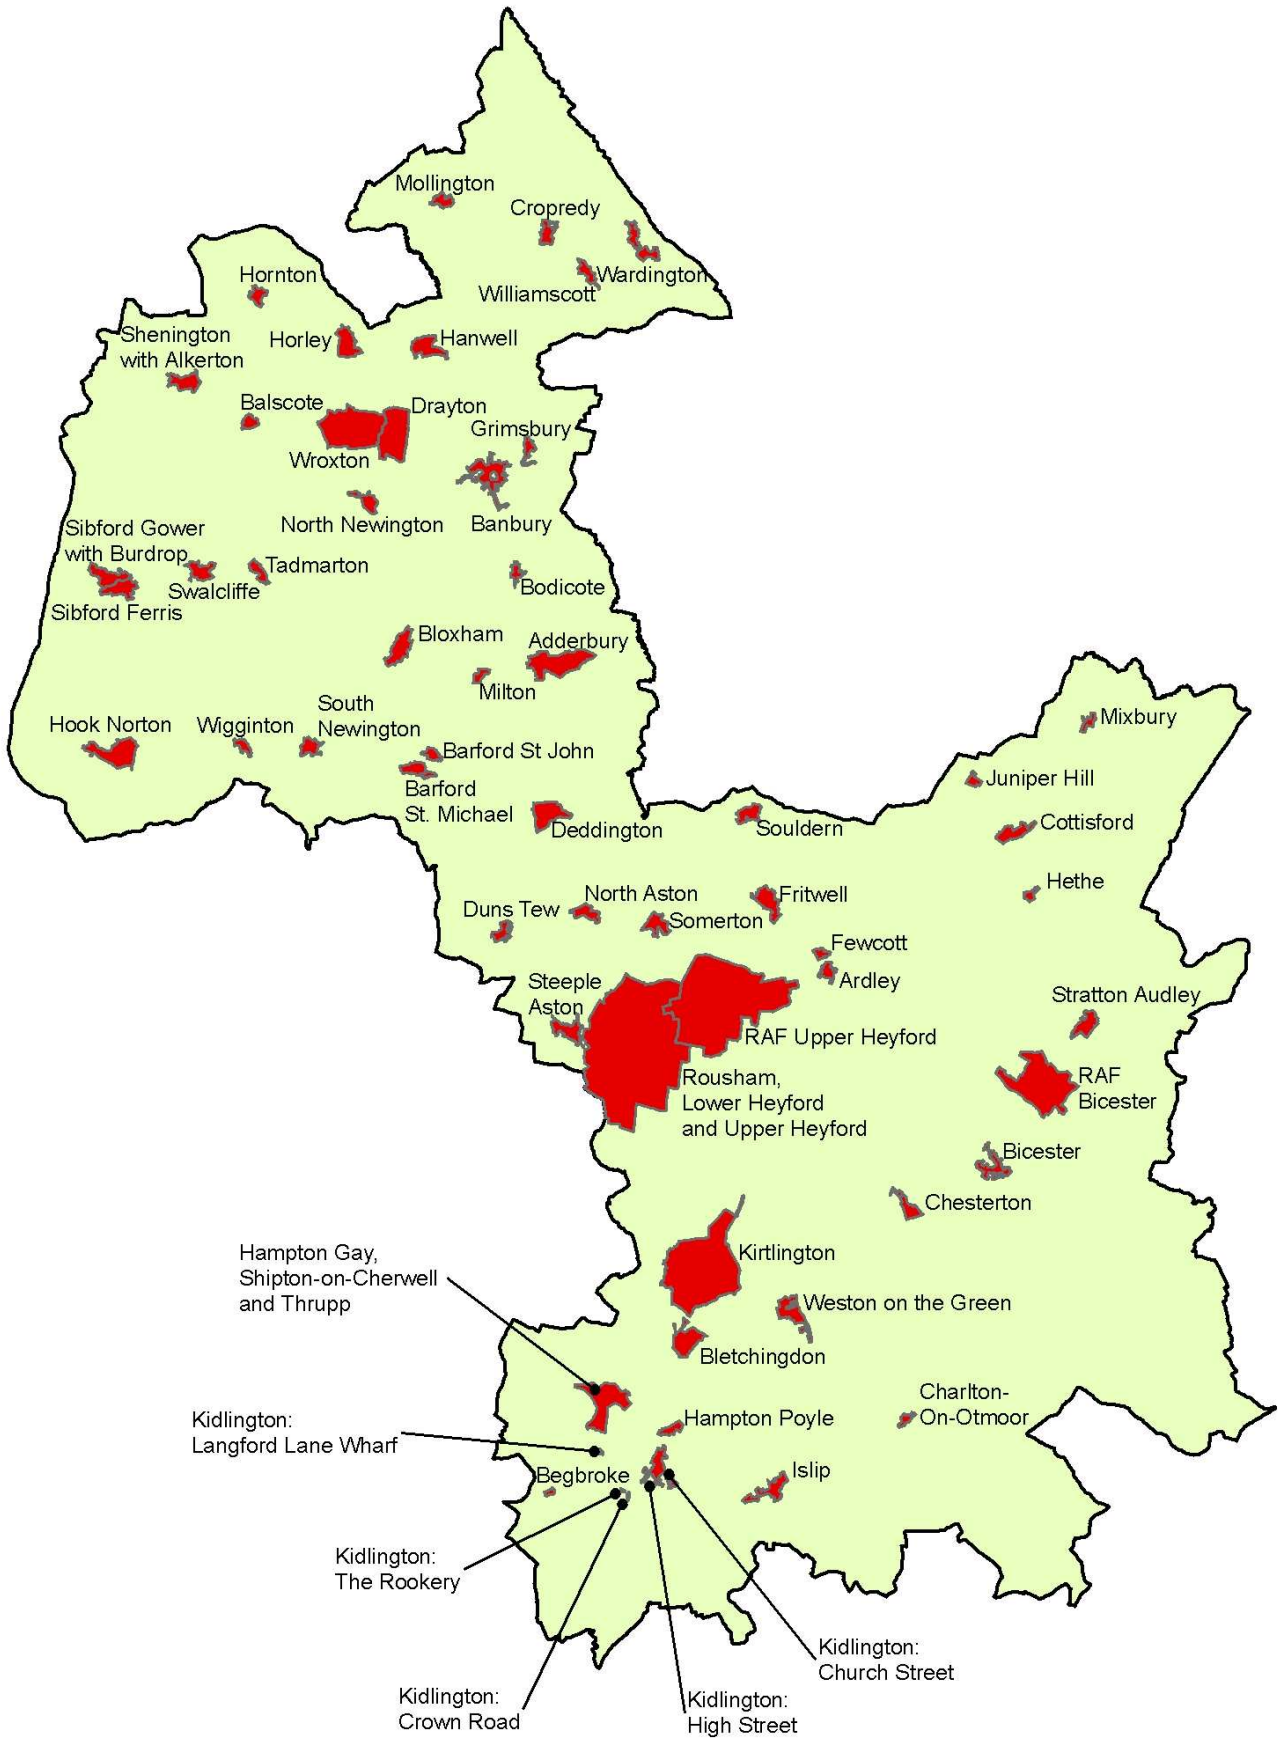 Mollington
Cropredy
Wardington
Williamscott
Hornton
Shenington
with Alkerton
Horley
Hanwell
Balscote
Drayton
Grimsbury
Wroxton
North Newington
Banbury
Sibford Gower
with Burdrop
Swalcliffe
Tadmarton
Bodicote
Sibford Ferris
Bloxham
Adderbury
Milton
Hook Norton
Wigginton
South
Newington
Barford St John
Barford
St. Michael
Deddington
Souldern
Mixbury
Juniper Hill
Cottisford
Hethe
Duns Tew
North Aston
Somerton
Fritwell
Fewcott
Ardley
Steeple
Aston
RAF Upper Heyford
Stratton Audley
Rousham,
Lower Heyford
and Upper Heyford
RAF
Bicester
Bicester
Chesterton
Kirtlington
Hampton Gay,
Shipton-on-Cherwell
and Thrupp
Weston on the Green
Bletchingdon
Charlton-
On-Otmoor
Hampton Poyle
Kidlington:
Langford Lane Wharf
Begbroke
Islip
Kidlington:
The Rookery
Kidlington:
Church Street
Kidlington:
Crown Road
Kidlington:
High Street